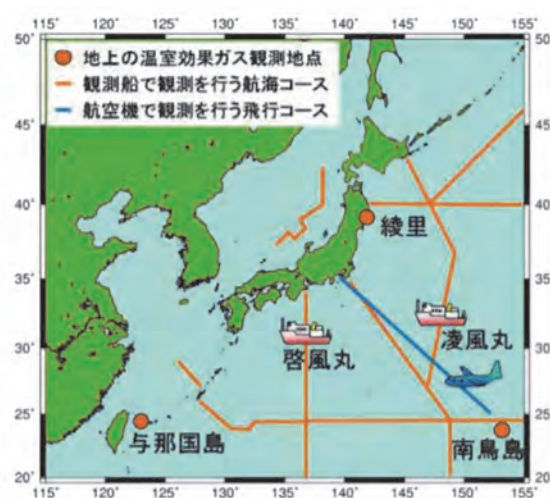 地上の温室効果ガス観測地点
観測船で観測を行う航海コース
航空機で観測を行う飛行コース
50°
45°
40°
35°
30°
25°
20°
綾里
凌風丸
啓風丸
与那国島
南鳥島
115° 120° 125° 130° 135° 140° 145° 150° 155°